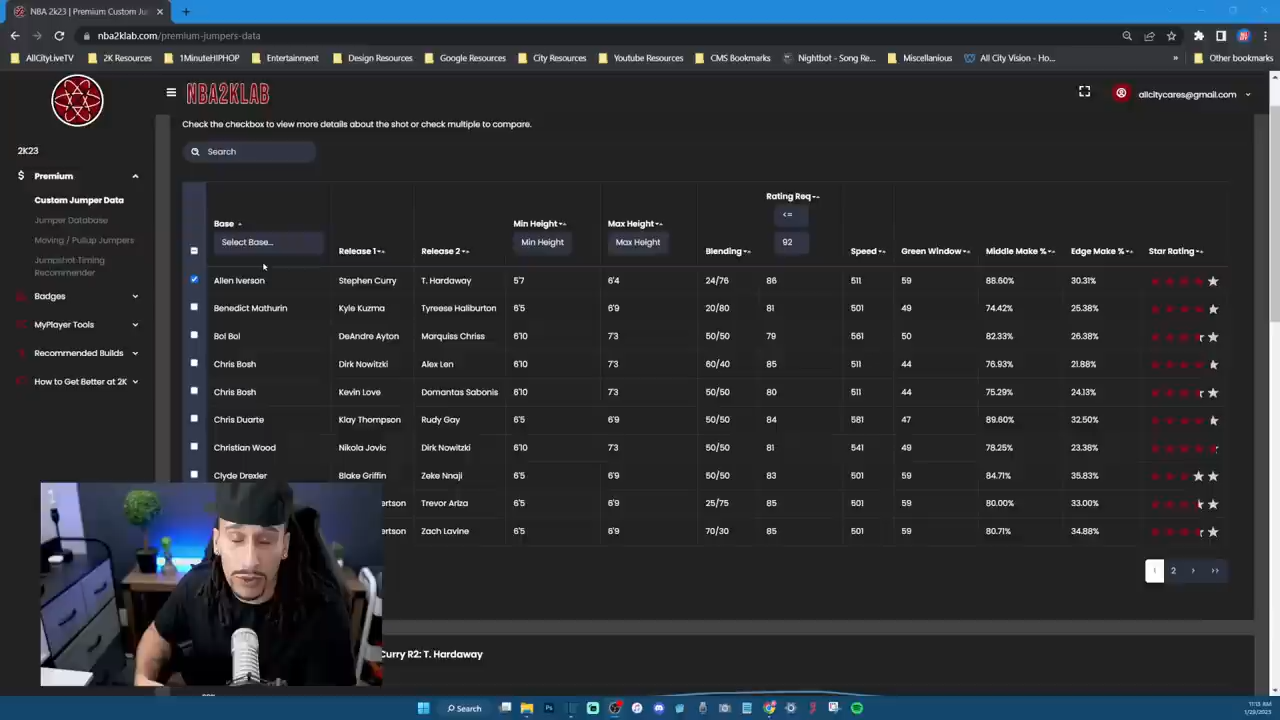 NBA 2k23 | Premium Custom Ju
nba2klab.com/premium-jumpers-data
AllCityLiveTV 2K Resources 1MinuteHIPHOP Entertainment Design Resources Google Resources City Resources Youtube Resources CMS Bookmarks Nightbot - Song Re... Miscellanious All City Vision - Ho... » Other bookmarks
NBA2KLAB
allcitycares@gmail.com
Check the checkbox to view more details about the shot or check multiple to compare.
2K23
Search
$ Premium
Custom Jumper Data
Jumper Database
Moving / Pullup Jumpers
Jumpshot Timing
Recommender
Badges
MyPlayer Tools
Recommended Builds
How to Get Better at 2K
Rating Req
<=
Base Min Height Max Height
Select Base... Release 1 Release 2 Min Height Max Height Blending 92 Speed Green Window Middle Make % Edge Make % Star Rating
Allen Iverson Stephen Curry T. Hardaway 5'7 6'4 24/76 86 511 59 88.60% 30.31%
Benedict Mathurin Kyle Kuzma Tyreese Haliburton 6'5 6'9 20/80 81 501 49 74.42% 25.38%
Bol Bol DeAndre Ayton Marquiss Chriss 6'10 7'3 50/50 79 561 50 82.33% 26.38%
Chris Bosh Dirk Nowitzki Alex Len 6'10 7'3 60/40 85 511 44 76.93% 21.88%
Chris Bosh Kevin Love Domantas Sabonis 6'10 7'3 50/50 80 511 44 75.29% 24.13%
Chris Duarte Klay Thompson Rudy Gay 6'5 6'9 50/50 84 581 47 89.60% 32.50%
Christian Wood Nikola Jovic Dirk Nowitzki 6'10 7'3 50/50 81 541 49 78.25% 23.38%
Clyde Drexler Blake Griffin Zeke Nnaji 6'5 6'9 50/50 83 501 59 84.71% 35.83%
ertson Trevor Ariza 6'5 6'9 25/75 85 501 59 80.00% 33.00%
ertson Zach Lavine 6'5 6'9 70/30 85 501 59 80.71% 34.88%
1 2 › ››
Curry R2: T. Hardaway
Search
11:13 AM
1/29/2023